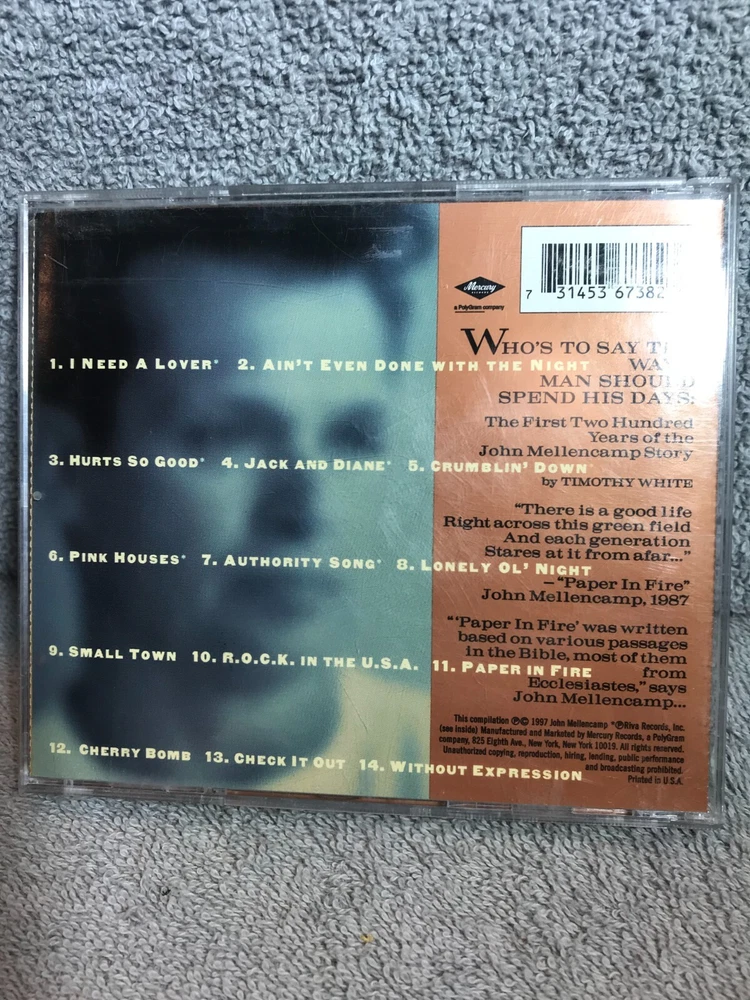 Mercury
RECORDS
a PolyGram company
7 31453 67382
WHO'S TO SAY
WAY
MAN SHOULD
SPEND HIS DAYS:
The First Two Hundred
Years of the
John Mellencamp Story
by TIMOTHY WHITE
"There is a good life
Right across this green field
And each generation
Stares at it from afar..."
– "Paper In Fire"
John Mellencamp, 1987
"'Paper In Fire' was written
based on various passages
in the Bible, most of them
from
Ecclesiastes," says
John Mellencamp...
1. I NEED A LOVER* 2. AIN'T EVEN DONE WITH THE NIGHT
3. HURTS SO GOOD* 4. JACK AND DIANE* 5. CRUMBLIN' DOWN*
6. PINK HOUSES* 7. AUTHORITY SONG* 8. LONELY OL' NIGHT
9. SMALL TOWN 10. R.O.C.K. IN THE U.S.A. 11. PAPER IN FIRE
12. CHERRY BOMB 13. CHECK IT OUT 14. WITHOUT EXPRESSION
This compilation ℗© 1997 John Mellencamp *℗Riva Records, Inc.
(see inside) Manufactured and Marketed by Mercury Records, a PolyGram
company, 825 Eighth Ave., New York, New York 10019. All rights reserved.
Unauthorized copying, reproduction, hiring, lending, public performance
and broadcasting prohibited.
Printed in U.S.A.